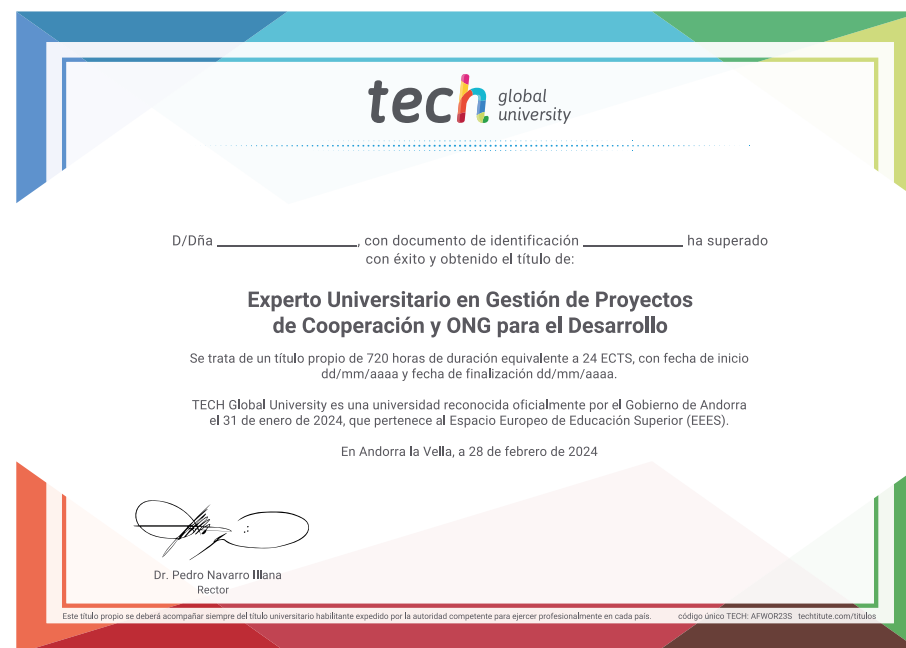 tech global
university
D/Dña ____________________, con documento de identificación ______________ ha superado
con éxito y obtenido el título de:
Experto Universitario en Gestión de Proyectos
de Cooperación y ONG para el Desarrollo
Se trata de un título propio de 720 horas de duración equivalente a 24 ECTS, con fecha de inicio
dd/mm/aaaa y fecha de finalización dd/mm/aaaa.
TECH Global University es una universidad reconocida oficialmente por el Gobierno de Andorra
el 31 de enero de 2024, que pertenece al Espacio Europeo de Educación Superior (EEES).
En Andorra la Vella, a 28 de febrero de 2024
Dr. Pedro Navarro Illana
Rector
Este título propio se deberá acompañar siempre del título universitario habilitante expedido por la autoridad competente para ejercer profesionalmente en cada país. código único TECH: AFWOR23S techtitute.com/titulos